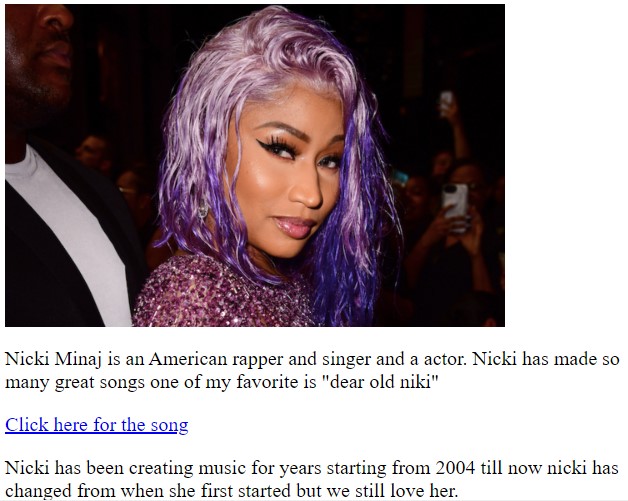 Nicki Minaj is an American rapper and singer and a actor. Nicki has made so
many great songs one of my favorite is "dear old niki"
Click here for the song
Nicki has been creating music for years starting from 2004 till now nicki has
changed from when she first started but we still love her.